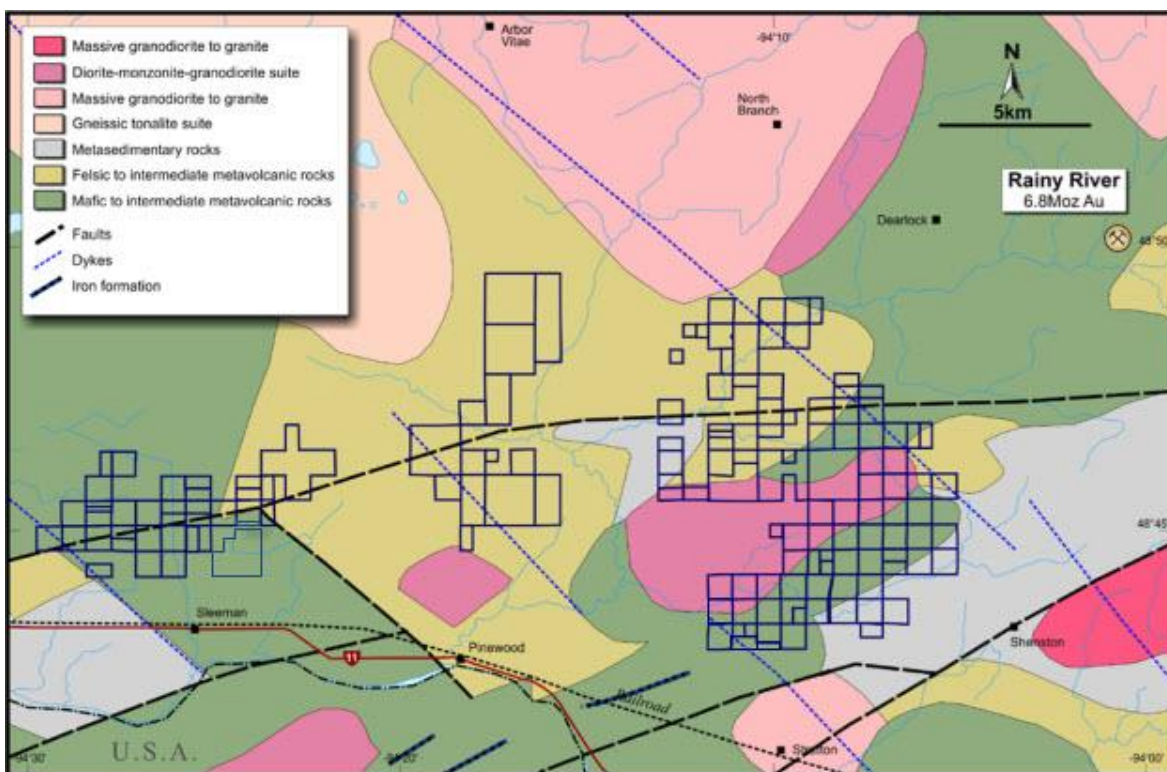 Massive granodiorite to granite
Diorite-monzonite-granodiorite suite
Massive granodiorite to granite
Gneissic tonalite suite
Metasedimentary rocks
Felsic to intermediate metavolcanic rocks
Mafic to intermediate metavolcanic rocks
Faults
Dykes
Iron formation
Arbor
Vitae
-94°10'
N
5km
North
Branch
Rainy River
6.8Moz Au
Dearlock
48°50'
48°45'
Sleeman
11
Pinewood
Shenston
Railroad
Stratton
U.S.A.
-94°30'
-94°20'
-94°00'